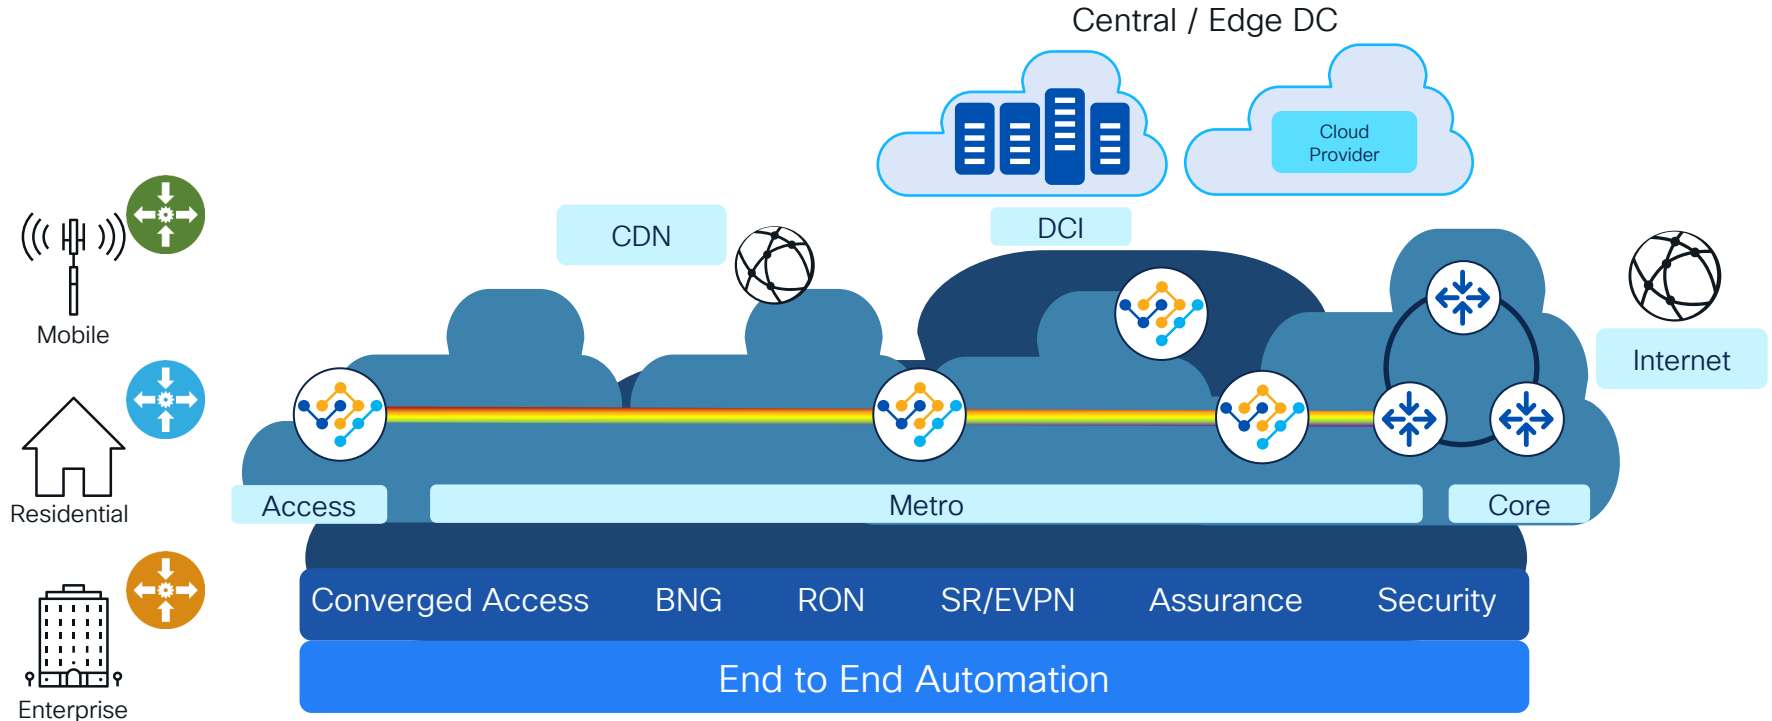 Central / Edge DC
Cloud
Provider
CDN
DCI
Mobile
Internet
Residential
Access
Metro
Core
Enterprise
Converged Access
BNG
RON
SR/EVPN
Assurance
Security
End to End Automation